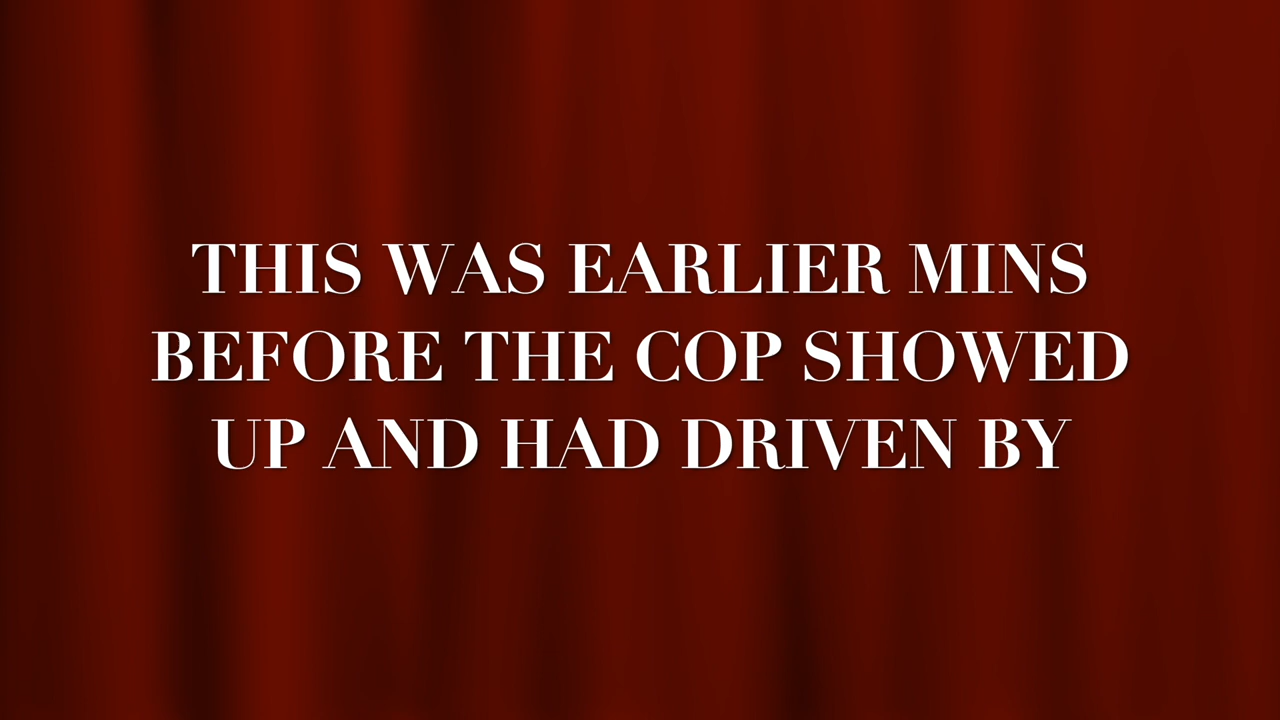 THIS WAS EARLIER MINS
BEFORE THE COP SHOWED
UP AND HAD DRIVEN BY